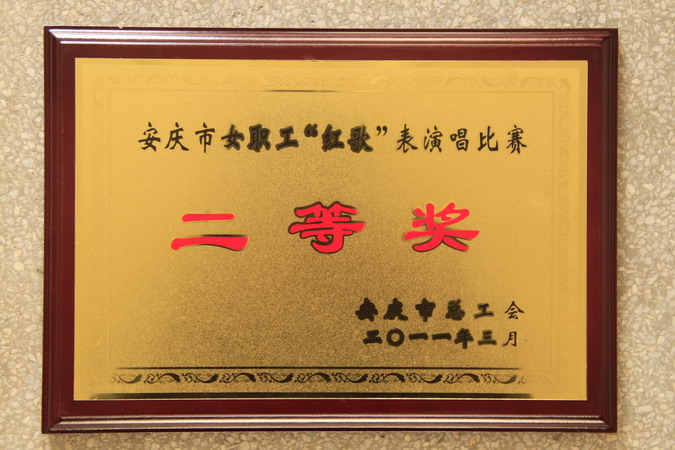 安庆市女职工“红歌”表演唱比赛
二等奖
安庆市总工会
二〇一一年三月